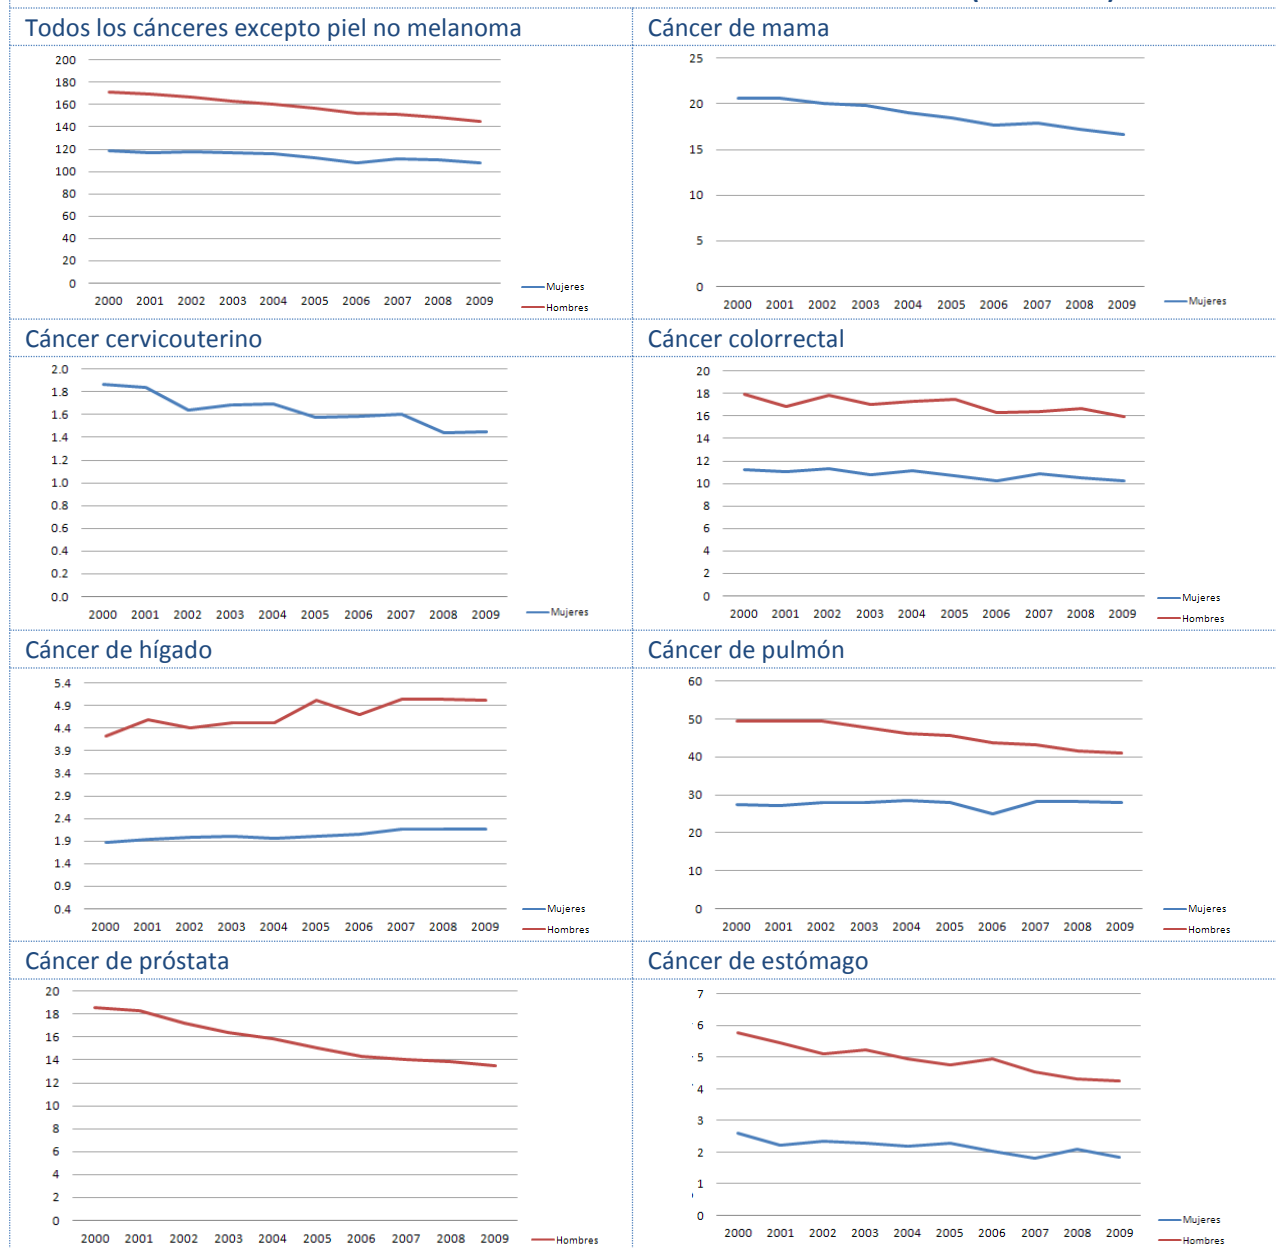 Todos los cánceres excepto piel no melanoma
200
180
160
140
120
100
80
60
40
20
0
2000 2001 2002 2003 2004 2005 2006 2007 2008 2009
Mujeres
Hombres
Cáncer de mama
25
20
15
10
5
0
2000 2001 2002 2003 2004 2005 2006 2007 2008 2009
Mujeres
Cáncer cervicouterino
2.0
1.8
1.6
1.4
1.2
1.0
0.8
0.6
0.4
0.2
0.0
2000 2001 2002 2003 2004 2005 2006 2007 2008 2009
Mujeres
Cáncer colorrectal
20
18
16
14
12
10
8
6
4
2
0
2000 2001 2002 2003 2004 2005 2006 2007 2008 2009
Mujeres
Hombres
Cáncer de hígado
5.4
4.9
4.4
3.9
3.4
2.9
2.4
1.9
1.4
0.9
0.4
2000 2001 2002 2003 2004 2005 2006 2007 2008 2009
Mujeres
Hombres
Cáncer de pulmón
60
50
40
30
20
10
0
2000 2001 2002 2003 2004 2005 2006 2007 2008 2009
Mujeres
Hombres
Cáncer de próstata
20
18
16
14
12
10
8
6
4
2
0
2000 2001 2002 2003 2004 2005 2006 2007 2008 2009
Hombres
Cáncer de estómago
7
6
5
4
3
2
1
0
2000 2001 2002 2003 2004 2005 2006 2007 2008 2009
Mujeres
Hombres